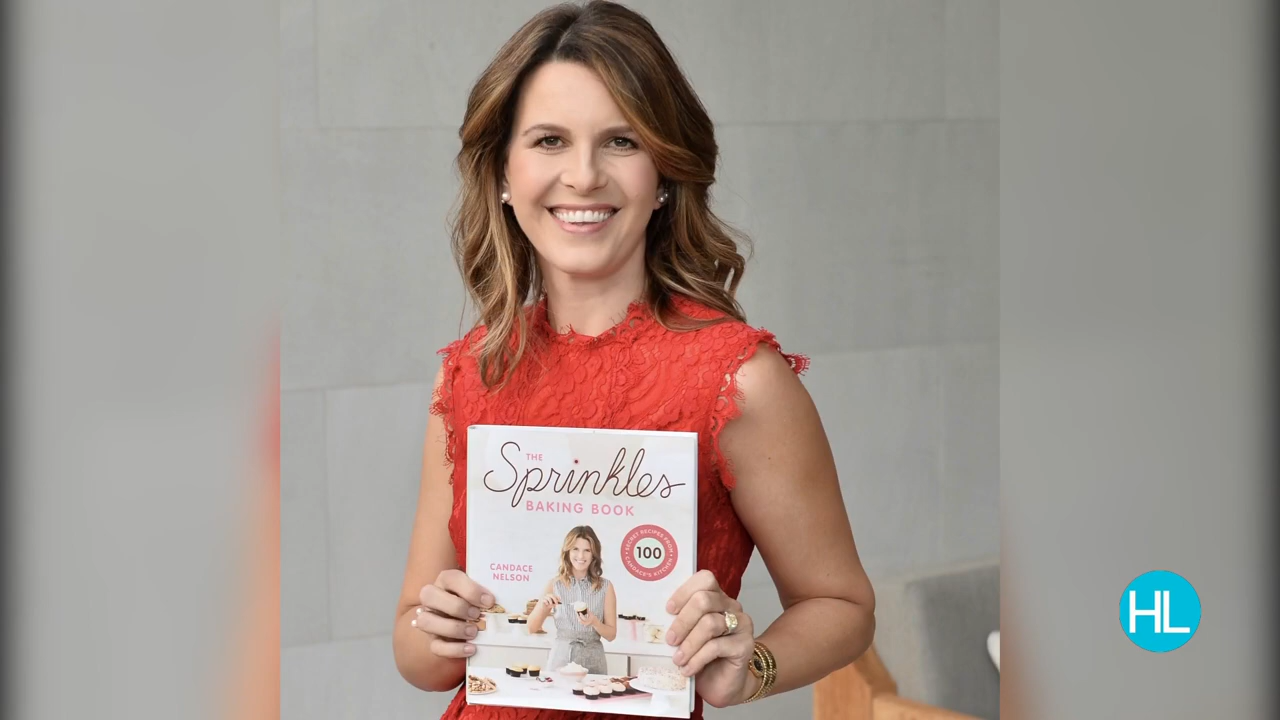 THE
Sprinkles
BAKING BOOK
CANDACE
NELSON
SECRET RECIPES FROM
100
CANDACE'S KITCHEN
HL